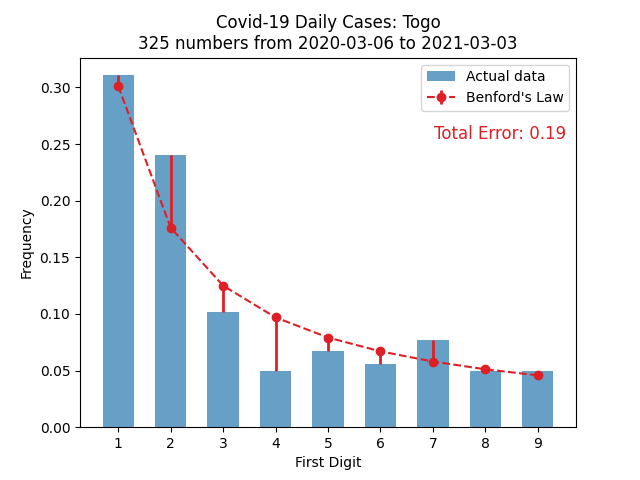 Covid-19 Daily Cases: Togo
325 numbers from 2020-03-06 to 2021-03-03
Actual data
Benford's Law
Total Error: 0.19
0.30
0.25
0.20
0.15
0.10
0.05
0.00
Frequency
1 2 3 4 5 6 7 8 9
First Digit